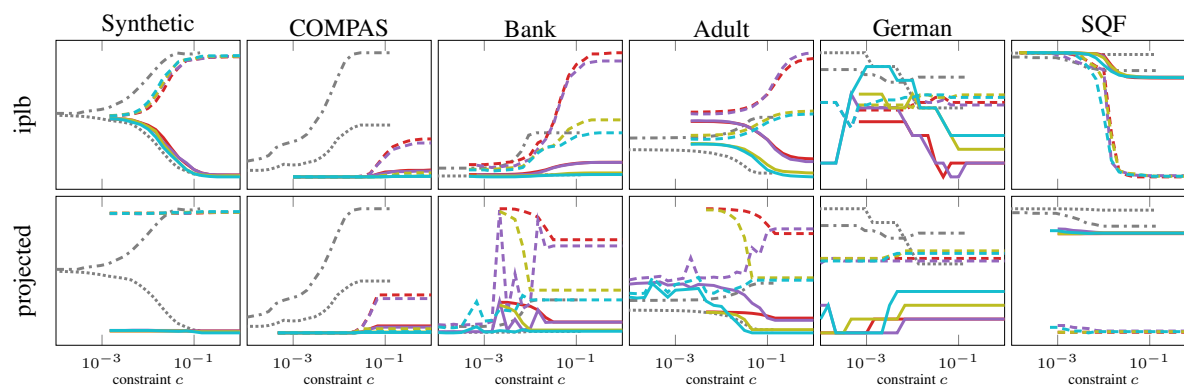 Synthetic COMPAS Bank Adult German SQF
iplb
projected
10⁻³ 10⁻¹ 10⁻³ 10⁻¹ 10⁻³ 10⁻¹ 10⁻³ 10⁻¹ 10⁻³ 10⁻¹ 10⁻³ 10⁻¹
constraint c constraint c constraint c constraint c constraint c constraint c